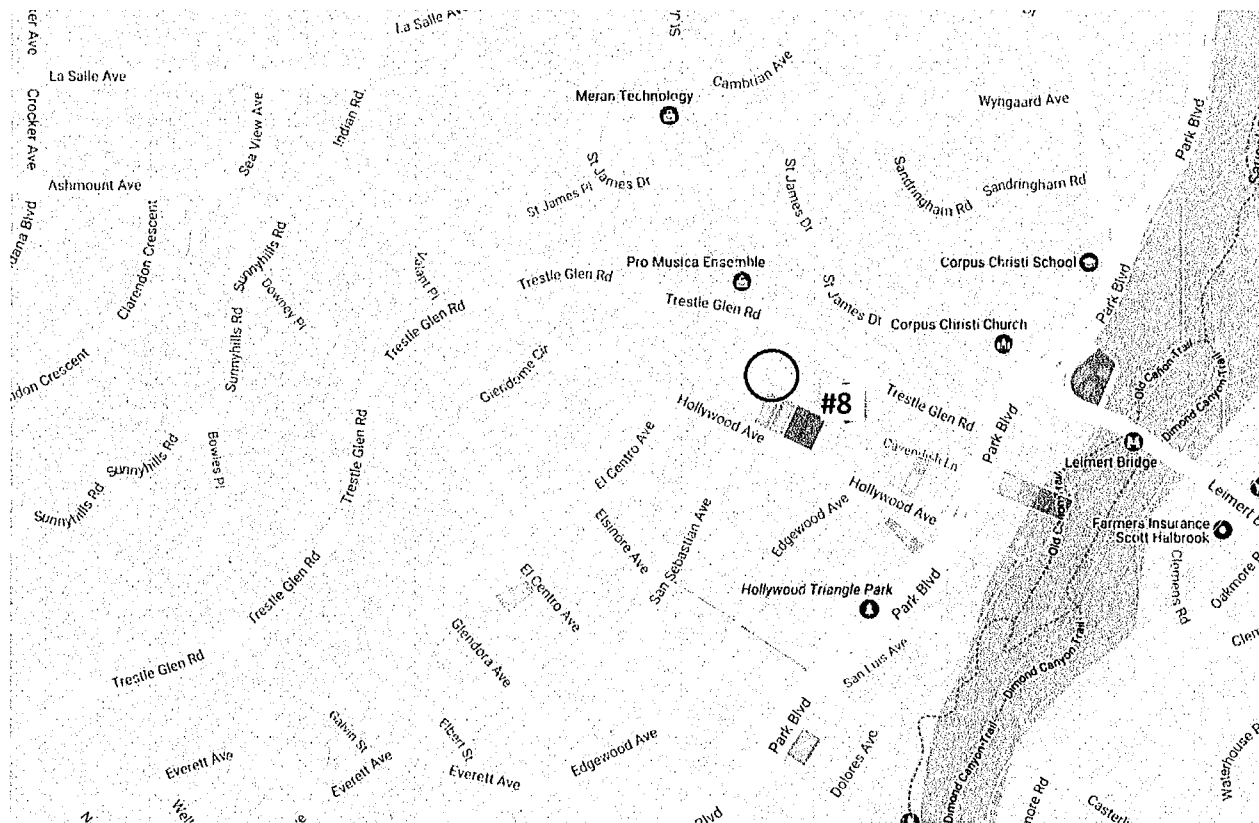 La Salle Ave
La Salle Ave
Crocker Ave
Sea View Ave
Indian Rd
Meran Technology
Cambrian Ave
Wyngaard Ave
Park Blvd
Ashmount Ave
St James Dr
St James Pl
St James Dr
Sandringham Rd
Sandringham Rd
Clarendon Crescent
Sunnyhills Rd
Downey Pl
Valant Pl
Trestle Glen Rd
Pro Musica Ensemble
Corpus Christi School
Sunnyhills Rd
Trestle Glen Rd
Trestle Glen Rd
St James Dr
Park Blvd
Corpus Christi Church
Glendome Cir
Old Cañon Trail
Dimond Canyon Trail
#8
Hollywood Ave
Trestle Glen Rd
Park Blvd
Sunnyhills Rd
Bowles Pl
Trestle Glen Rd
El Centro Ave
Cavendish Ln
Leimert Bridge
Sunnyhills Rd
Hollywood Ave
Elsinore Ave
San Sebastian Ave
Edgewood Ave
Old Cañon Trail
Farmers Insurance
Scott Halbrook
Trestle Glen Rd
El Centro Ave
Hollywood Triangle Park
Park Blvd
Clemens Rd
Trestle Glen Rd
Glendora Ave
San Luis Ave
Dimond Canyon Trail
Galvin St
Elbert St
Edgewood Ave
Park Blvd
Dolores Ave
Dimond Canyon Trail
Everett Ave
Everett Ave
Everett Ave
Dimond Canyon Trail